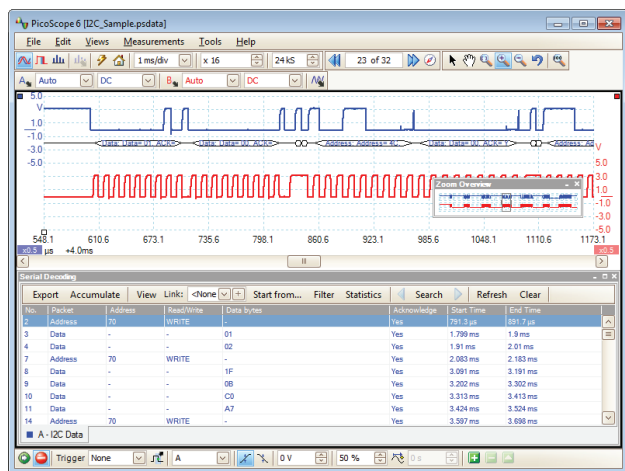 PicoScope 6 [I2C_Sample.psdata]
File Edit Views Measurements Tools Help
1 ms/div x 16 24 kS 23 of 32
A Auto DC B Auto DC
5.0
V
1.0
-1.0
-3.0
-5.0
Data: Data= 01, ACK= Data: Data= 00, ACK= Address: Address= 4C, Data: Data= 00, ACK= Y Address: Ad
V
5.0
3.0
1.0
-1.0
-3.0
-5.0
Zoom Overview
548.1 610.6 673.1 735.6 798.1 860.6 923.1 985.6 1048.1 1110.6 1173.1
x0.5 µs +4.0ms x0.5
Serial Decoding
Export Accumulate View Link: <None Start from... Filter Statistics Search Refresh Clear
No. Packet Address Read/Write Data bytes Acknowledge Start Time End Time
2 Address 70 WRITE - Yes 791.3 µs 891.7 µs
3 Data - - 01 Yes 1.799 ms 1.9 ms
4 Data - - 02 Yes 1.91 ms 2.01 ms
7 Address 70 WRITE - Yes 2.083 ms 2.183 ms
8 Data - - 1F Yes 3.091 ms 3.191 ms
9 Data - - 0B Yes 3.202 ms 3.302 ms
10 Data - - C0 Yes 3.313 ms 3.413 ms
11 Data - - A7 Yes 3.424 ms 3.524 ms
14 Address 70 WRITE - Yes 3.597 ms 3.698 ms
A - I2C Data
Trigger None A 0 V 50 % 0 s